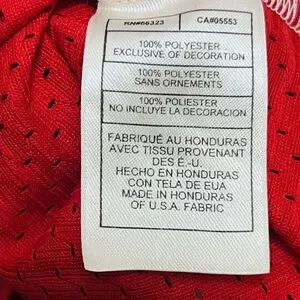 RN#66323 CA#05553
100% POLYESTER
EXCLUSIVE OF DECORATION
100% POLYESTER
SANS ORNEMENTS
100% POLIESTER
NO INCLUYE LA DECORACION
FABRIQUÉ AU HONDURAS
AVEC TISSU PROVENANT
DES É.-U.
HECHO EN HONDURAS
CON TELA DE EUA
MADE IN HONDURAS
OF U.S.A. FABRIC